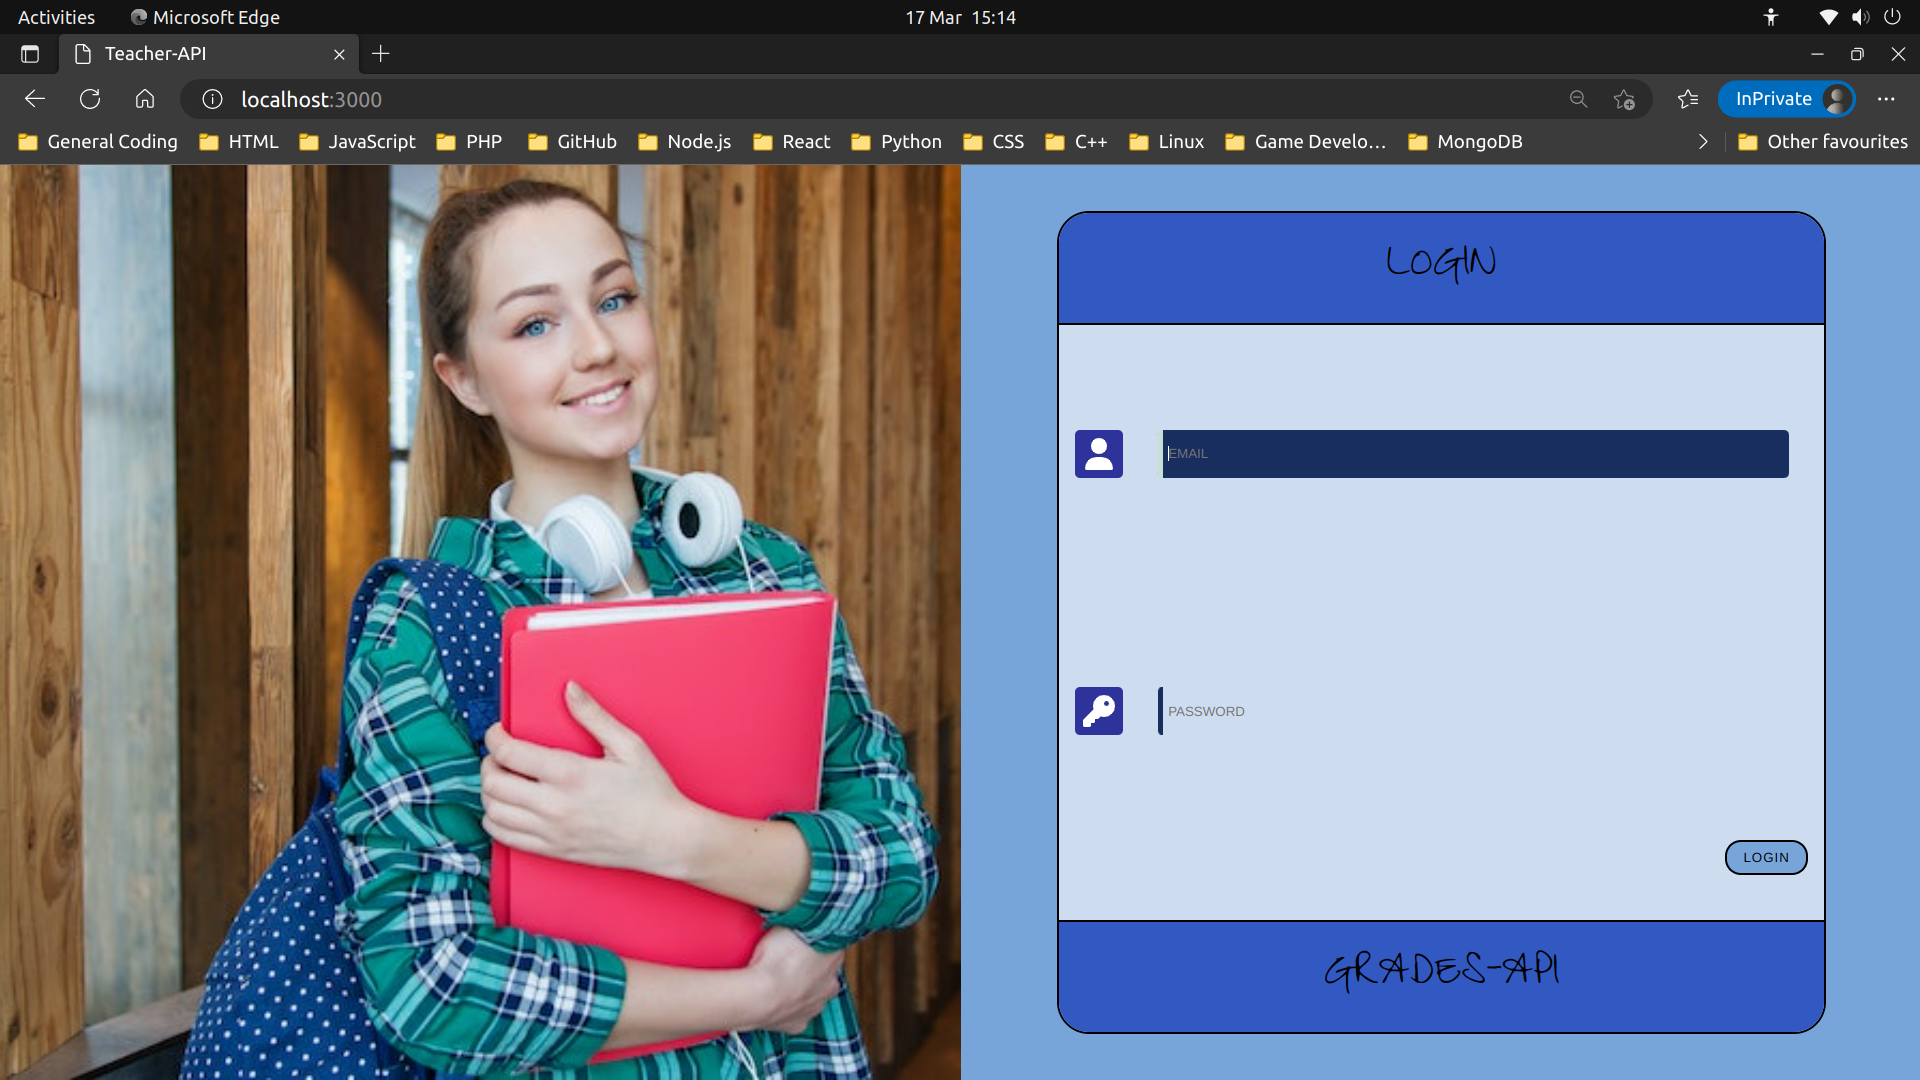 Activities Microsoft Edge 17 Mar 15:14
Teacher-API
localhost:3000 InPrivate
General Coding HTML JavaScript PHP GitHub Node.js React Python CSS C++ Linux Game Develo... MongoDB Other favourites
LOGIN
EMAIL
PASSWORD
LOGIN
GRADES-API